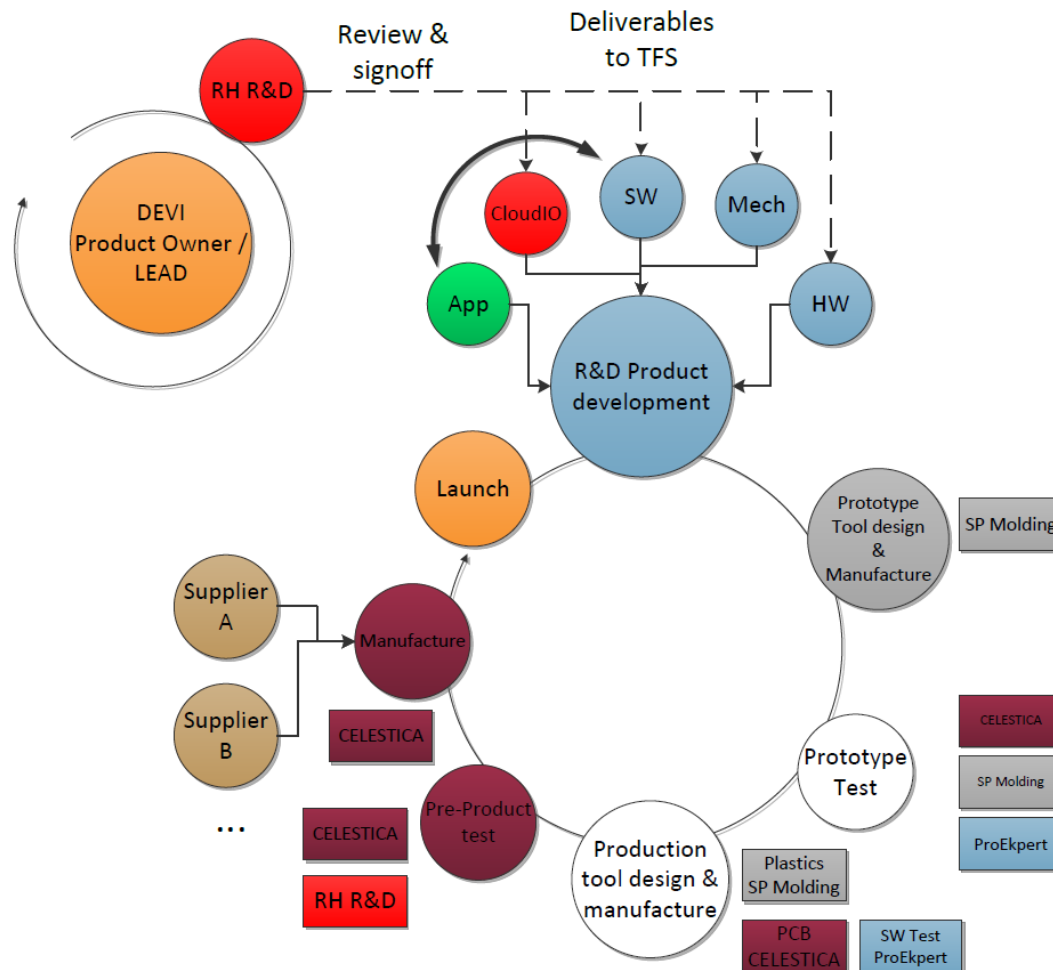 Review &
signoff
Deliverables
to TFS
RH R&D
DEVI
Product Owner /
LEAD
CloudIO
SW
Mech
App
HW
R&D Product
development
Launch
Prototype
Tool design
&
Manufacture
SP Molding
Supplier
A
Manufacture
Supplier
B
...
CELESTICA
Prototype
Test
CELESTICA
SP Molding
ProEkpert
Pre-Product
test
CELESTICA
RH R&D
Production
tool design &
manufacture
Plastics
SP Molding
PCB
CELESTICA
SW Test
ProEkpert